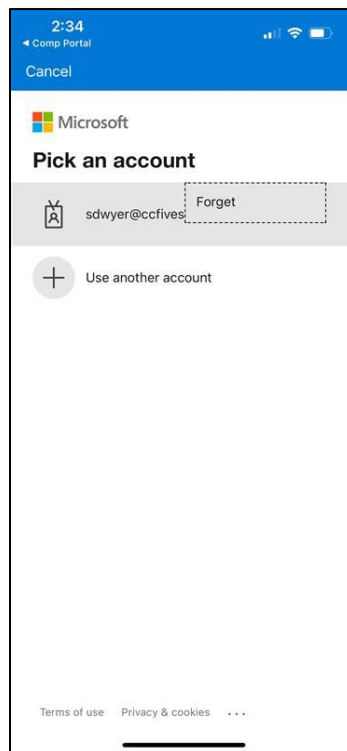 2:34
◀ Comp Portal
Cancel
Microsoft
Pick an account
Forget
sdwyer@ccfives
Use another account
Terms of use Privacy & cookies ...